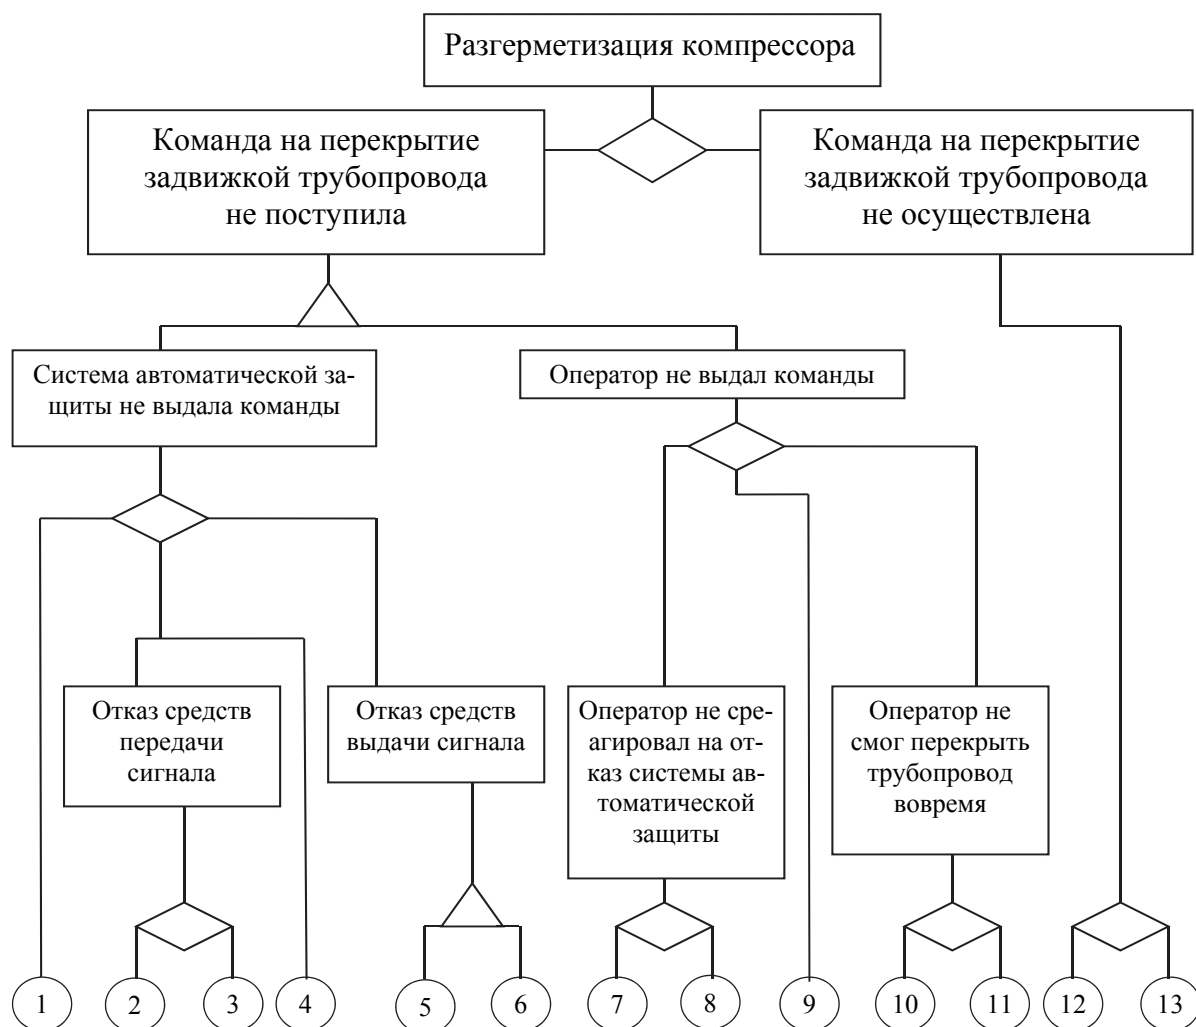 Разгерметизация компрессора
Команда на перекрытие
задвижкой трубопровода
не поступила
Команда на перекрытие
задвижкой трубопровода
не осуществлена
Система автоматической за-
щиты не выдала команды
Оператор не выдал команды
Отказ средств
передачи
сигнала
Отказ средств
выдачи сигнала
Оператор не сре-
агировал на от-
каз системы ав-
томатической
защиты
Оператор не
смог перекрыть
трубопровод
вовремя
1
2
3
4
5
6
7
8
9
10
11
12
13